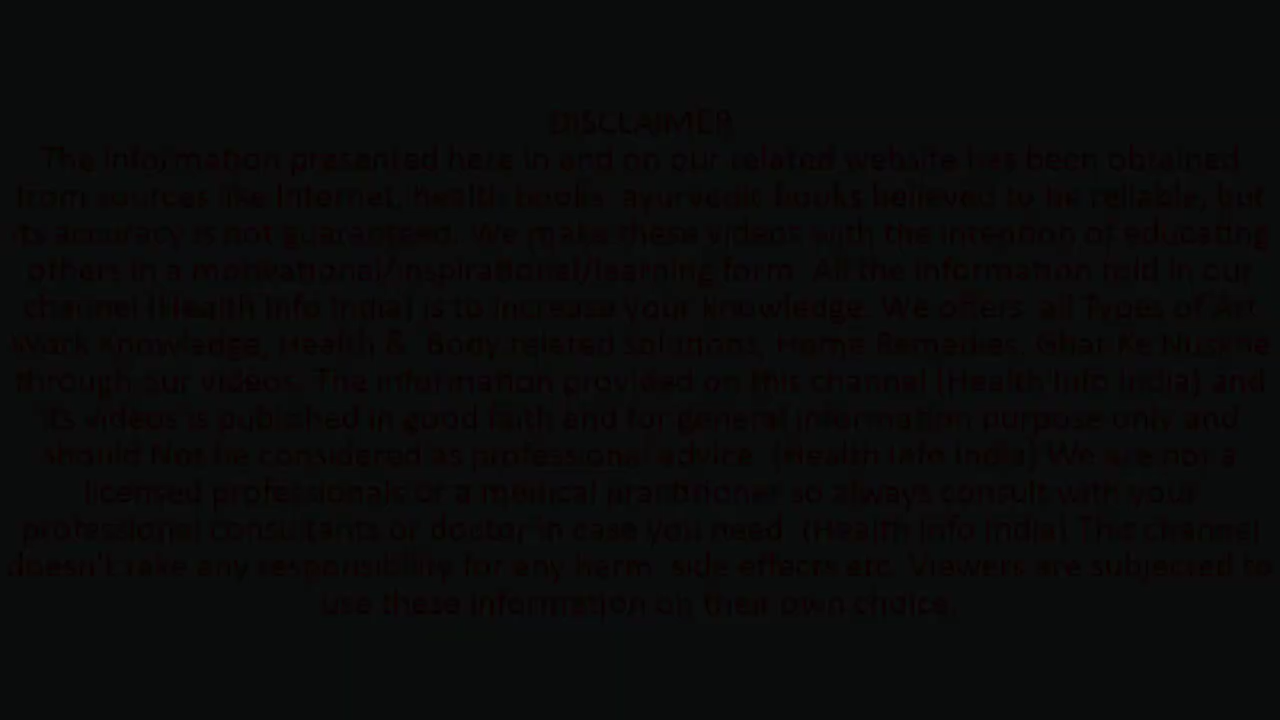 DISCLAIMER
The information presented here in and on our related website has been obtained
from sources like Internet, health books, ayurvedic books believed to be reliable, but
its accuracy is not guaranteed. We make these videos with the intention of educating
others in a motivational/inspirational/learning form. All the information told in our
channel (Health Info India) is to increase your knowledge. We offers all Types of Art
Work knowledge, Health & Body related solutions, Home Remedies, Ghar Ke Nuskhe
through our videos. The information provided on this channel (Health Info India) and
its videos is published in good faith and for general information purpose only and
should Not be considered as professional advice. (Health Info India) We are not a
licensed professionals or a medical practitioner so always consult with your
professional consultants or doctor in case you need. (Health Info India) This channel
doesn't take any responsibility for any harm, side effects etc. Viewers are subjected to
use these information on their own choice.